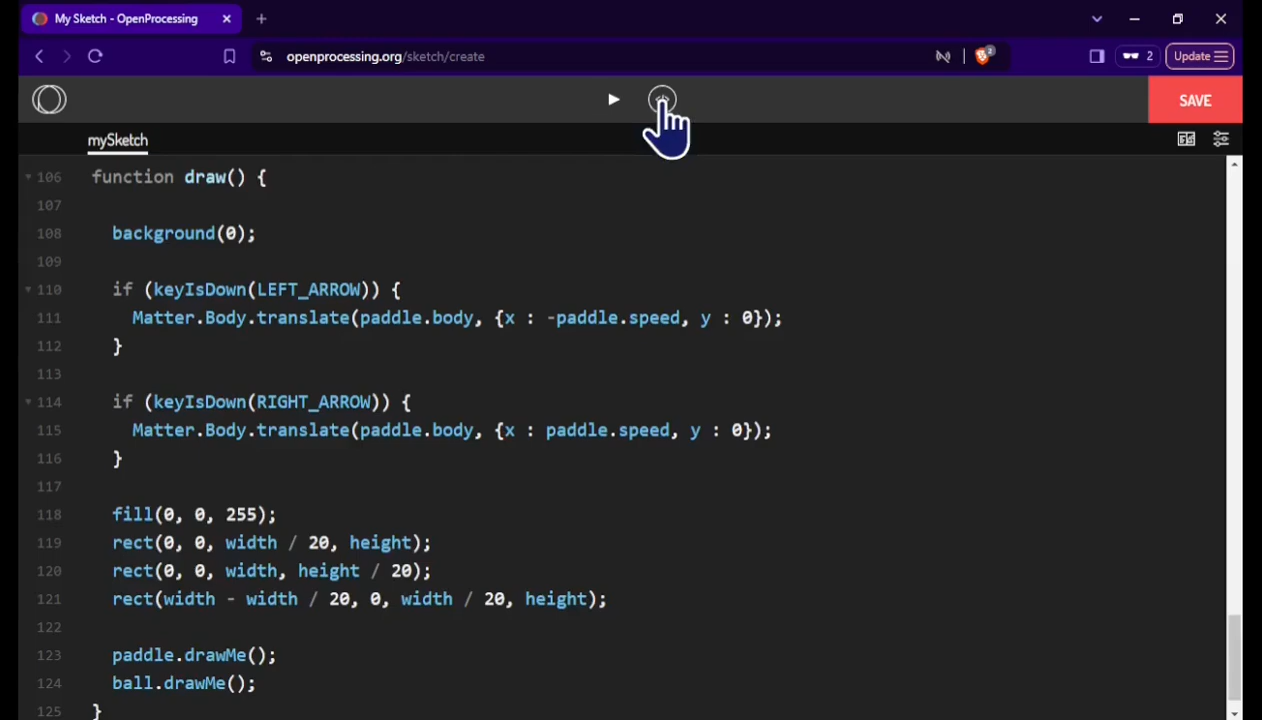 My Sketch - OpenProcessing
openprocessing.org/sketch/create
2
2
Update
SAVE
mySketch
106 function draw() {
107
108 background(0);
109
110 if (keyIsDown(LEFT_ARROW)) {
111 Matter.Body.translate(paddle.body, {x : -paddle.speed, y : 0});
112 }
113
114 if (keyIsDown(RIGHT_ARROW)) {
115 Matter.Body.translate(paddle.body, {x : paddle.speed, y : 0});
116 }
117
118 fill(0, 0, 255);
119 rect(0, 0, width / 20, height);
120 rect(0, 0, width, height / 20);
121 rect(width - width / 20, 0, width / 20, height);
122
123 paddle.drawMe();
124 ball.drawMe();
125 }